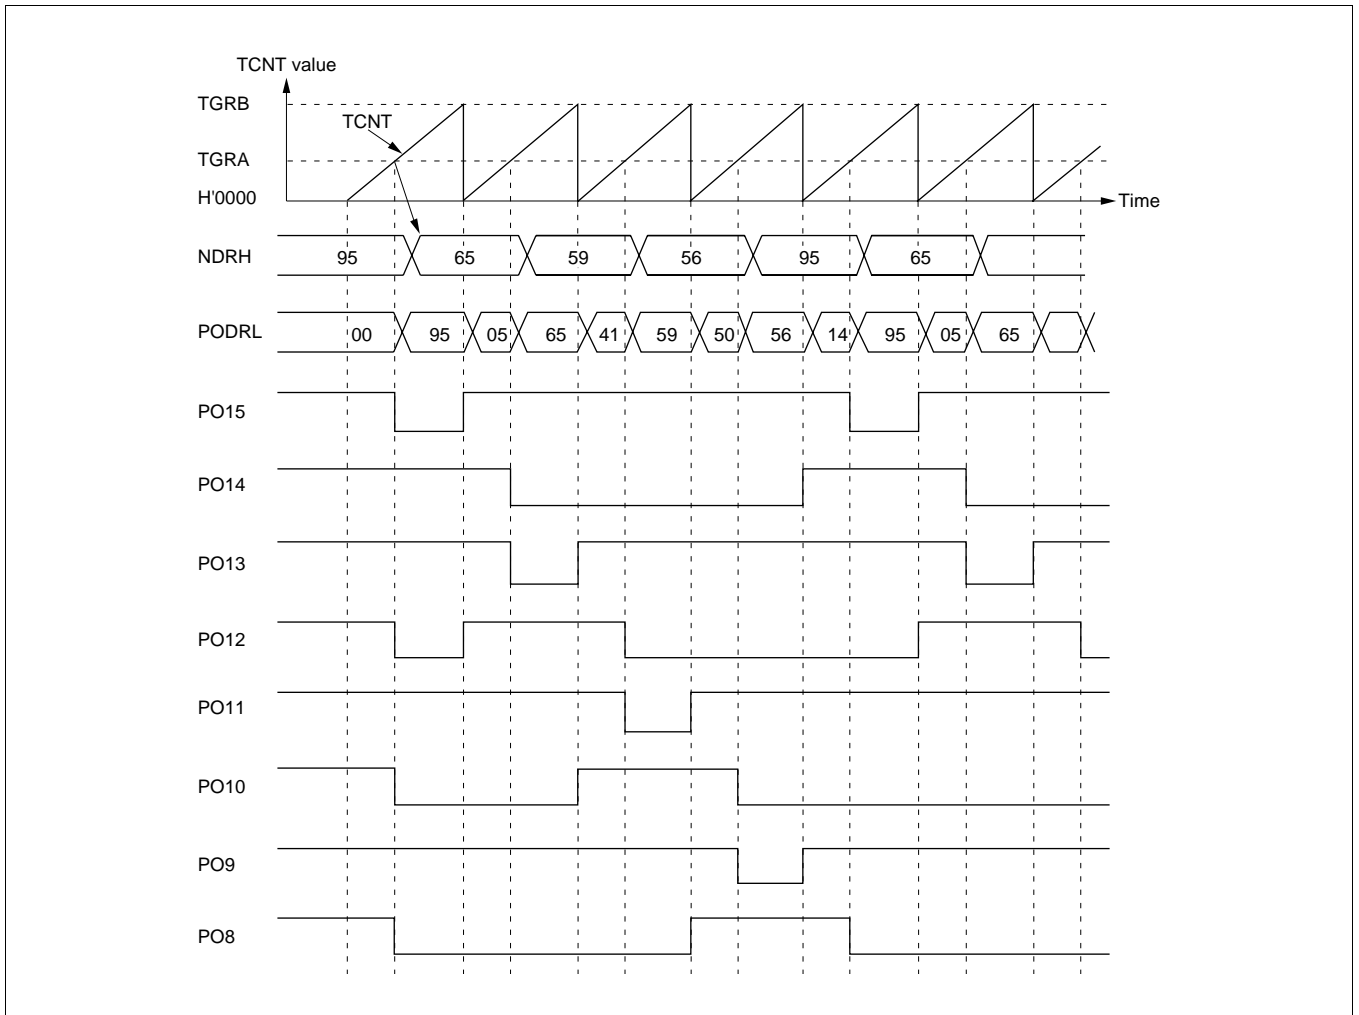 TCNT value
TGRB
TCNT
TGRA
H'0000
Time
NDRH 95 65 59 56 95 65
PODRL 00 95 05 65 41 59 50 56 14 95 05 65
PO15
PO14
PO13
PO12
PO11
PO10
PO9
PO8